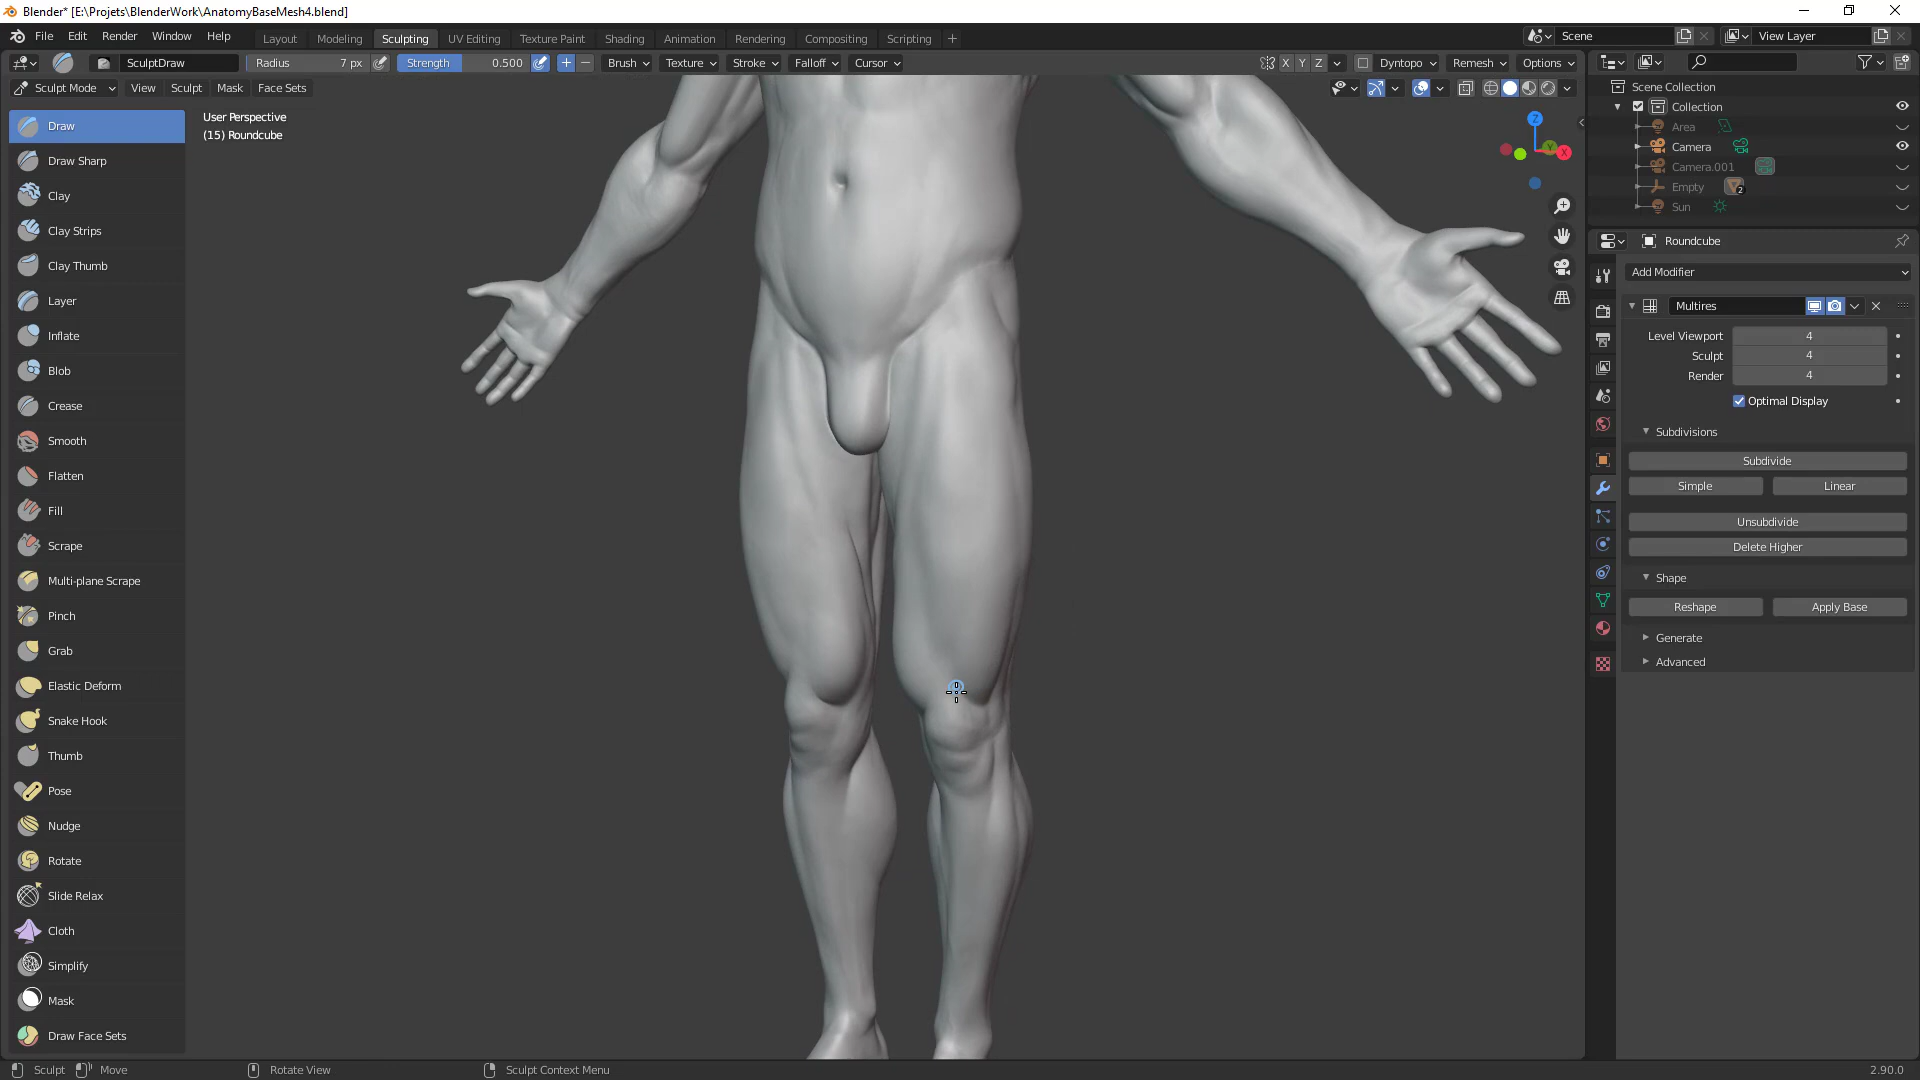 Blender* [E:\Projets\BlenderWork\AnatomyBaseMesh4.blend]
File Edit Render Window Help Layout Modeling Sculpting UV Editing Texture Paint Shading Animation Rendering Compositing Scripting + Scene View Layer
SculptDraw Radius 7 px Strength 0.500 + − Brush Texture Stroke Falloff Cursor X Y Z Dyntopo Remesh Options
Sculpt Mode View Sculpt Mask Face Sets
User Perspective
(15) Roundcube
Draw
Draw Sharp
Clay
Clay Strips
Clay Thumb
Layer
Inflate
Blob
Crease
Smooth
Flatten
Fill
Scrape
Multi-plane Scrape
Pinch
Grab
Elastic Deform
Snake Hook
Thumb
Pose
Nudge
Rotate
Slide Relax
Cloth
Simplify
Mask
Draw Face Sets
Z
Y
X
Scene Collection
Collection
Area
Camera
Camera.001
Empty 2
Sun
Roundcube
Add Modifier
Multires
Level Viewport 4
Sculpt 4
Render 4
Optimal Display
Subdivisions
Subdivide
Simple Linear
Unsubdivide
Delete Higher
Shape
Reshape Apply Base
Generate
Advanced
Sculpt Move Rotate View Sculpt Context Menu 2.90.0